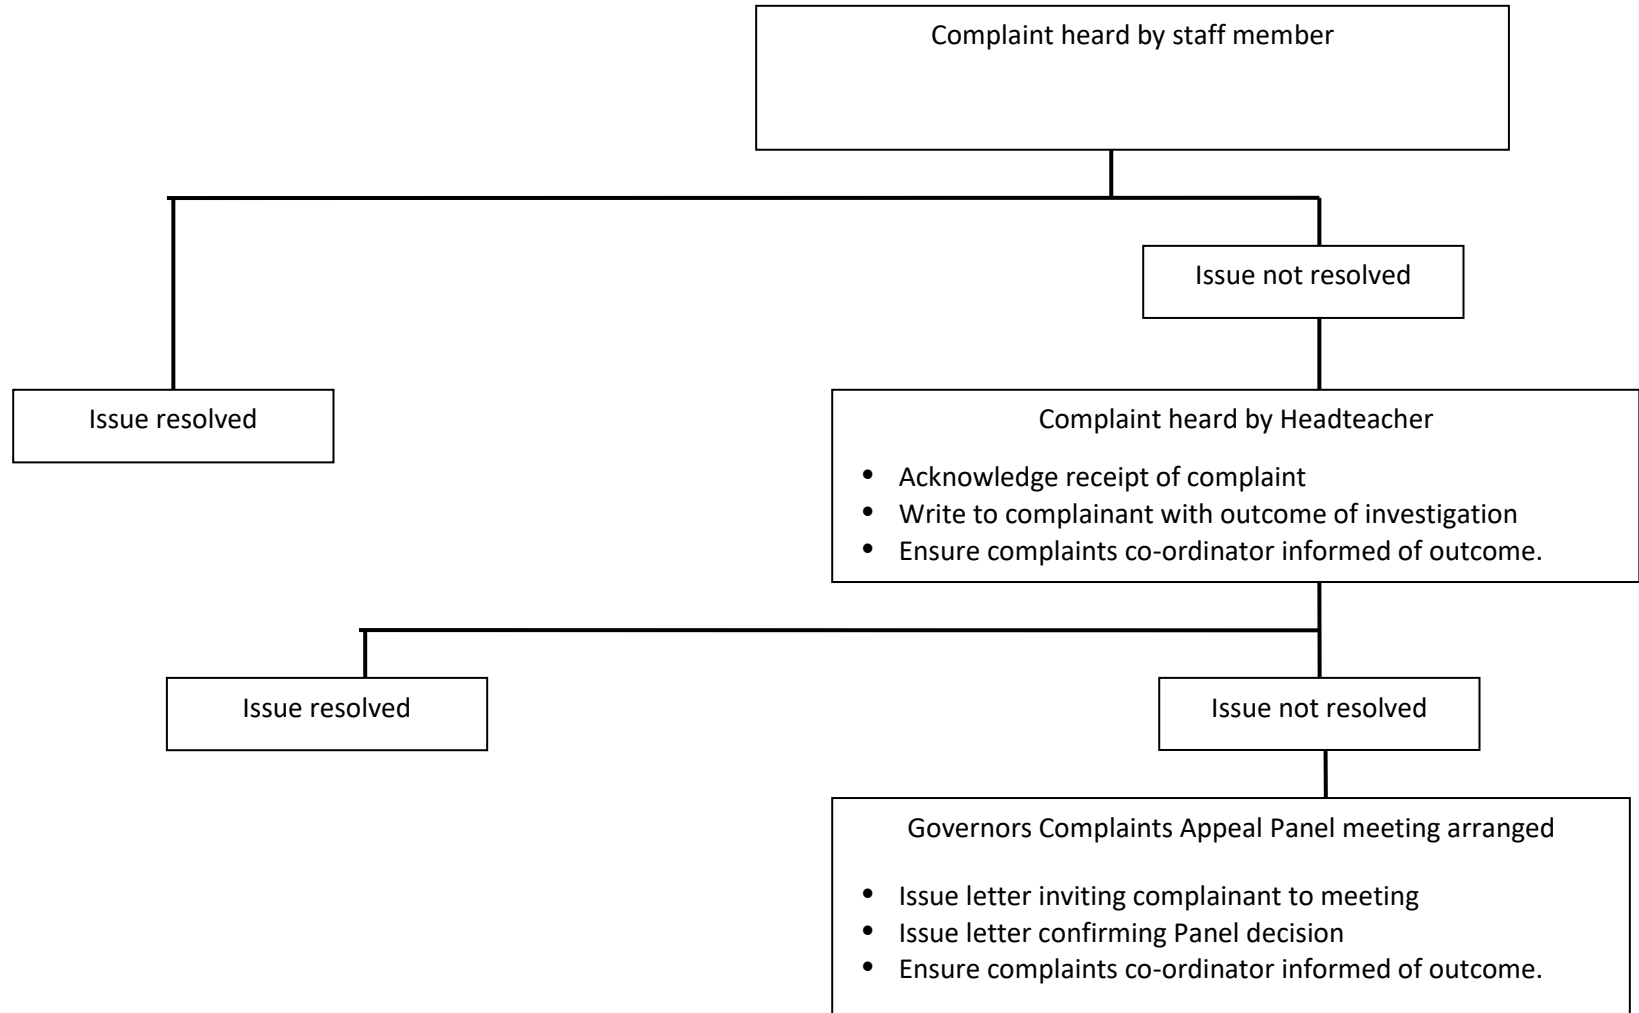 Complaint heard by staff member
Issue not resolved
Issue resolved
Complaint heard by Headteacher
• Acknowledge receipt of complaint
• Write to complainant with outcome of investigation
• Ensure complaints co-ordinator informed of outcome.
Issue resolved
Issue not resolved
Governors Complaints Appeal Panel meeting arranged
• Issue letter inviting complainant to meeting
• Issue letter confirming Panel decision
• Ensure complaints co-ordinator informed of outcome.